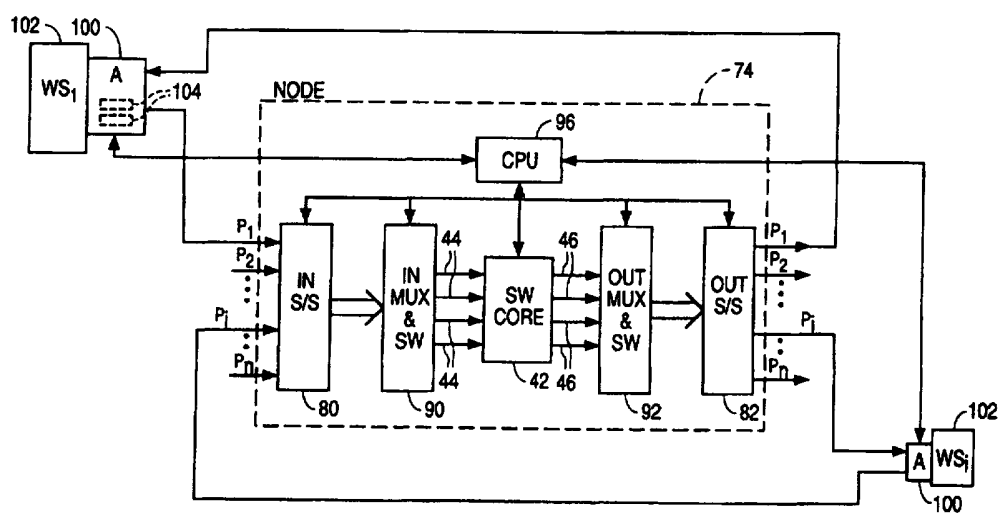 102
100
WS1
A
104
NODE
74
96
CPU
P1
P2
Pi
Pn
IN
S/S
80
IN
MUX
&
SW
90
44
44
SW
CORE
42
46
46
OUT
MUX
&
SW
92
OUT
S/S
82
P1
P2
Pi
Pn
102
A
WSi
100